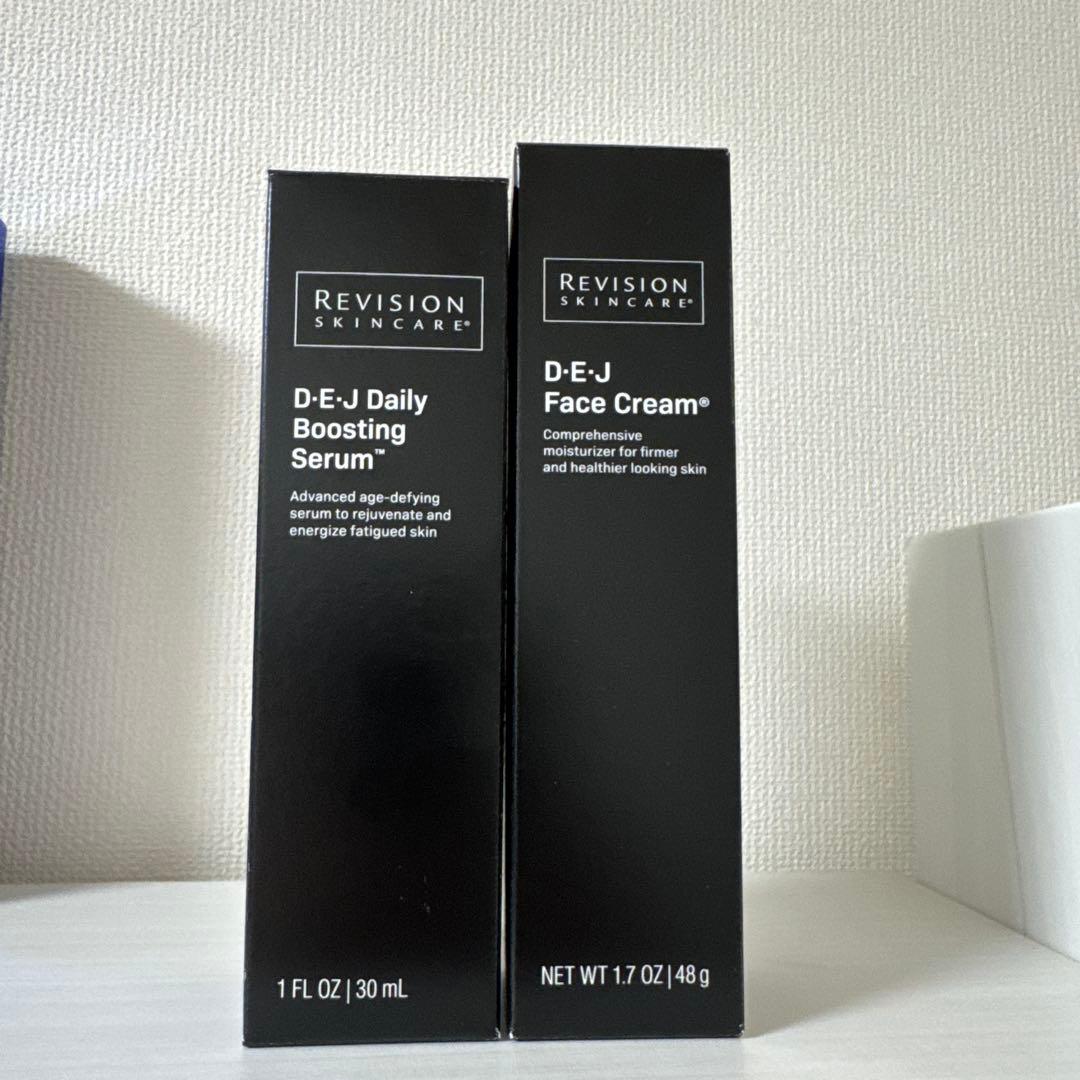 REVISION
SKINCARE®
D·E·J Daily
Boosting
Serum™
Advanced age-defying
serum to rejuvenate and
energize fatigued skin
1 FL OZ | 30 mL
REVISION
SKINCARE®
D·E·J
Face Cream®
Comprehensive
moisturizer for firmer
and healthier looking skin
NET WT 1.7 OZ | 48 g